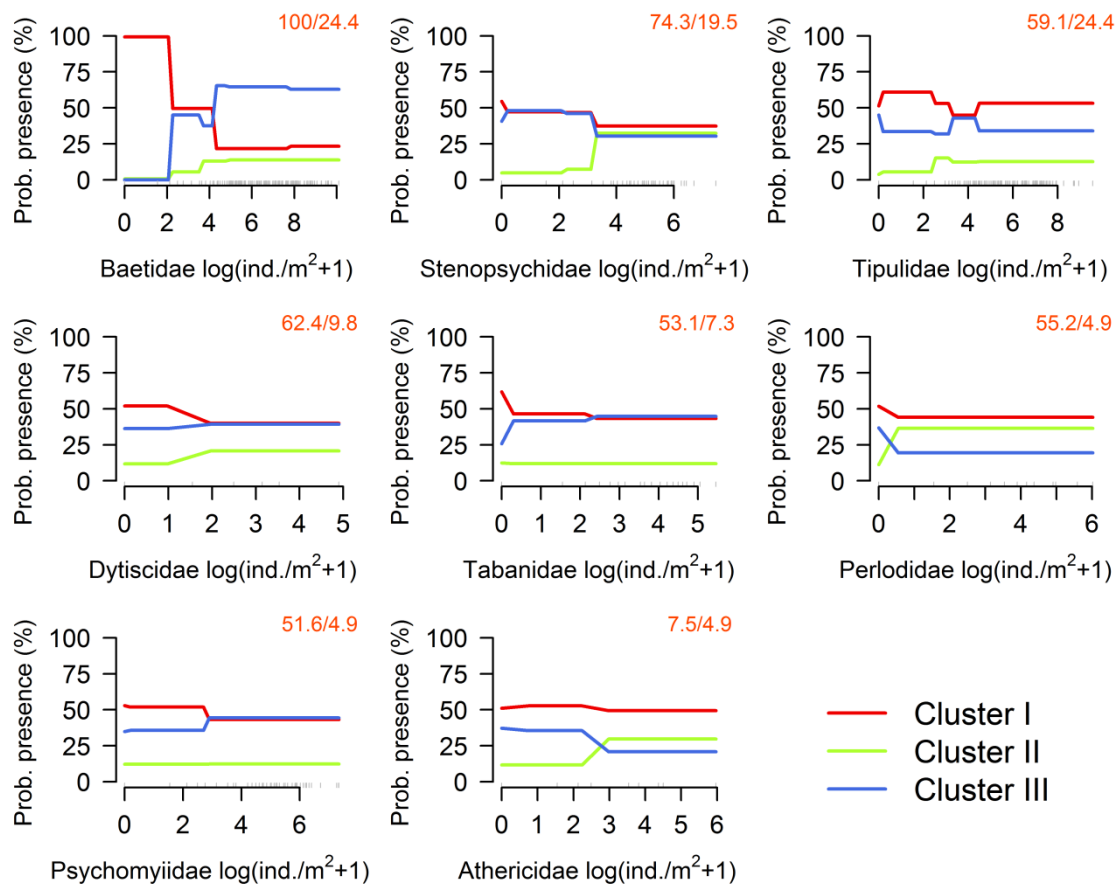 100/24.4
Prob. presence (%)
100
75
50
25
0
0 2 4 6 8
Baetidae log(ind./m²+1)
74.3/19.5
Prob. presence (%)
100
75
50
25
0
0 2 4 6
Stenopsychidae log(ind./m²+1)
59.1/24.4
Prob. presence (%)
100
75
50
25
0
0 2 4 6 8
Tipulidae log(ind./m²+1)
62.4/9.8
Prob. presence (%)
100
75
50
25
0
0 1 2 3 4 5
Dytiscidae log(ind./m²+1)
53.1/7.3
Prob. presence (%)
100
75
50
25
0
0 1 2 3 4 5
Tabanidae log(ind./m²+1)
55.2/4.9
Prob. presence (%)
100
75
50
25
0
0 2 4 6
Perlodidae log(ind./m²+1)
51.6/4.9
Prob. presence (%)
100
75
50
25
0
0 2 4 6
Psychomyiidae log(ind./m²+1)
7.5/4.9
Prob. presence (%)
100
75
50
25
0
0 1 2 3 4 5 6
Athericidae log(ind./m²+1)
Cluster I
Cluster II
Cluster III